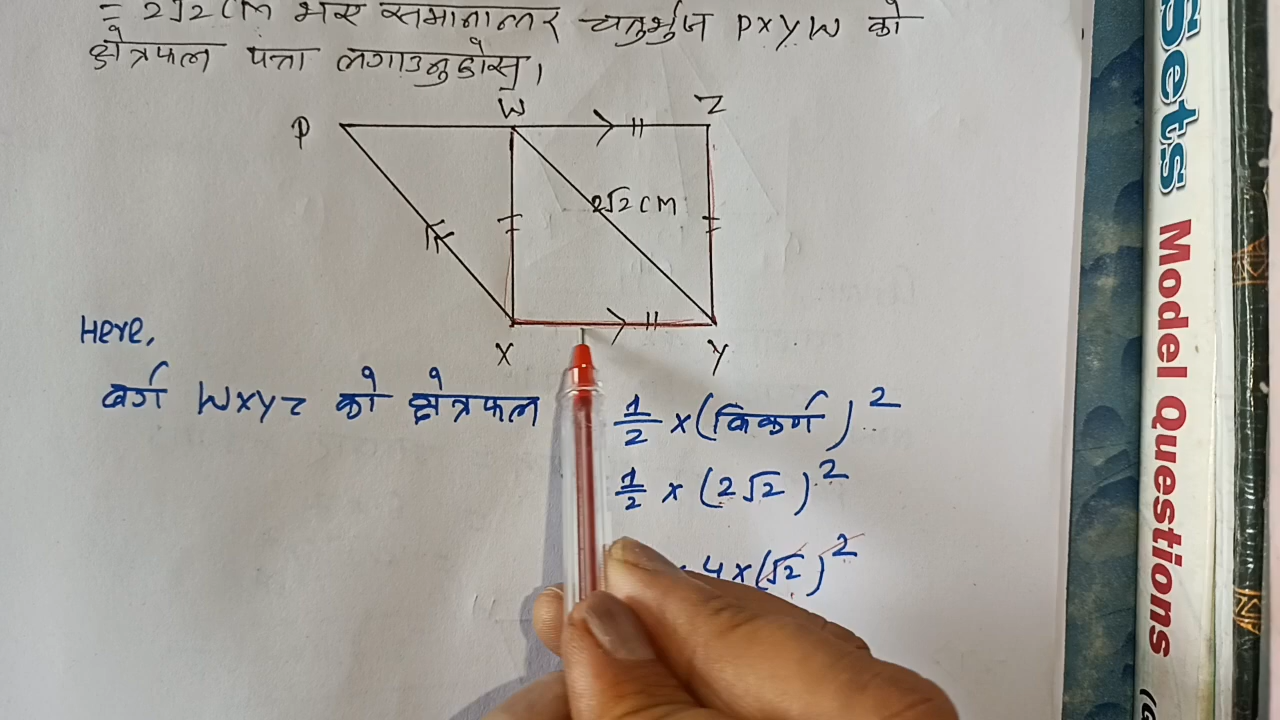 = 2√2 CM भए समानान्तर चतुर्भुज PXYW को
क्षेत्रफल पत्ता लगाउनुहोस्।
P W Z
2√2 CM
X Y
Here,
वर्ग WXYZ को क्षेत्रफल 1/2 ×(विकर्ण)²
1/2 × (2√2)²
4×(√2)²
Sets Model Questions